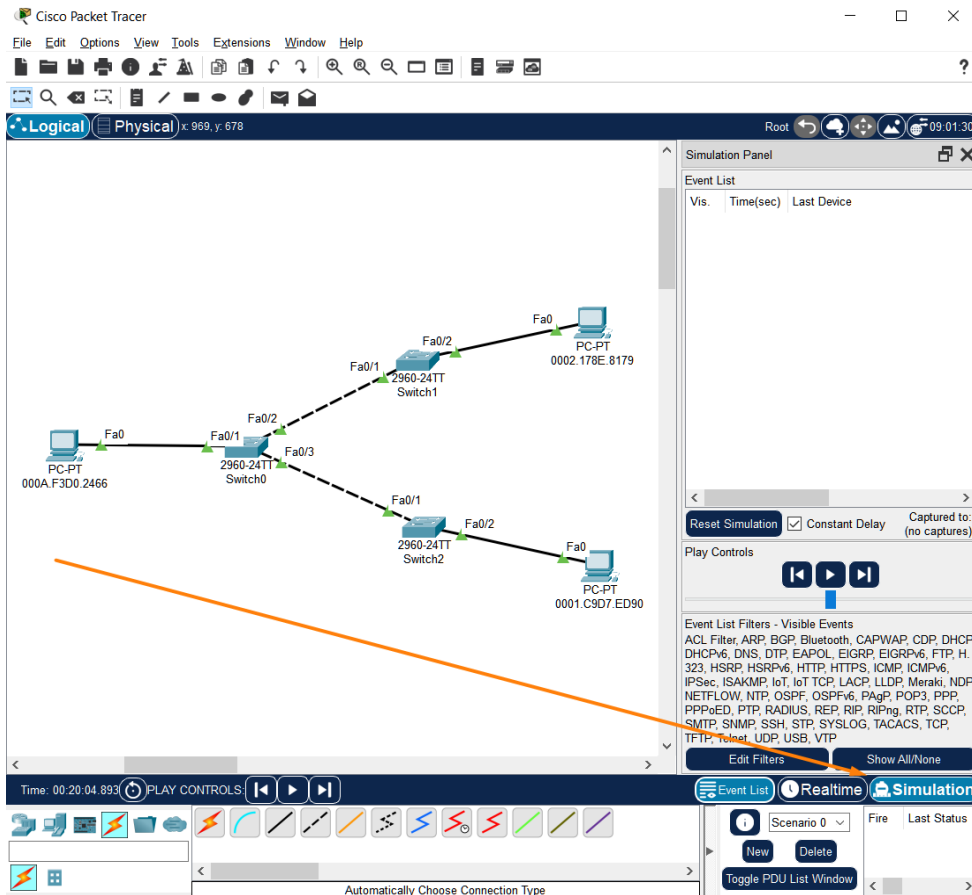 Cisco Packet Tracer
File Edit Options View Tools Extensions Window Help
?
Logical Physical x: 969, y: 678
Root 09:01:30
Simulation Panel
Event List
Vis. Time(sec) Last Device
Fa0
PC-PT
0002.178E.8179
Fa0/2
Fa0/1
2960-24TT
Switch1
Fa0/2
Fa0
Fa0/1
Fa0/3
PC-PT
000A.F3D0.2466
2960-24TT
Switch0
Fa0/1
Fa0/2
2960-24TT
Switch2
Fa0
PC-PT
0001.C9D7.ED90
Reset Simulation Constant Delay Captured to:
(no captures)
Play Controls
Event List Filters - Visible Events
ACL Filter, ARP, BGP, Bluetooth, CAPWAP, CDP, DHCP
DHCPv6, DNS, DTP, EAPOL, EIGRP, EIGRPv6, FTP, H.
323, HSRP, HSRPv6, HTTP, HTTPS, ICMP, ICMPv6,
IPSec, ISAKMP, IoT, IoT TCP, LACP, LLDP, Meraki, NDP
NETFLOW, NTP, OSPF, OSPFv6, PAgP, POP3, PPP,
PPPoED, PTP, RADIUS, REP, RIP, RIPng, RTP, SCCP,
SMTP, SNMP, SSH, STP, SYSLOG, TACACS, TCP,
TFTP, Telnet, UDP, USB, VTP
Edit Filters Show All/None
Time: 00:20:04.893 PLAY CONTROLS: Event List Realtime Simulation
Scenario 0 Fire Last Status
New Delete
Toggle PDU List Window
Automatically Choose Connection Type